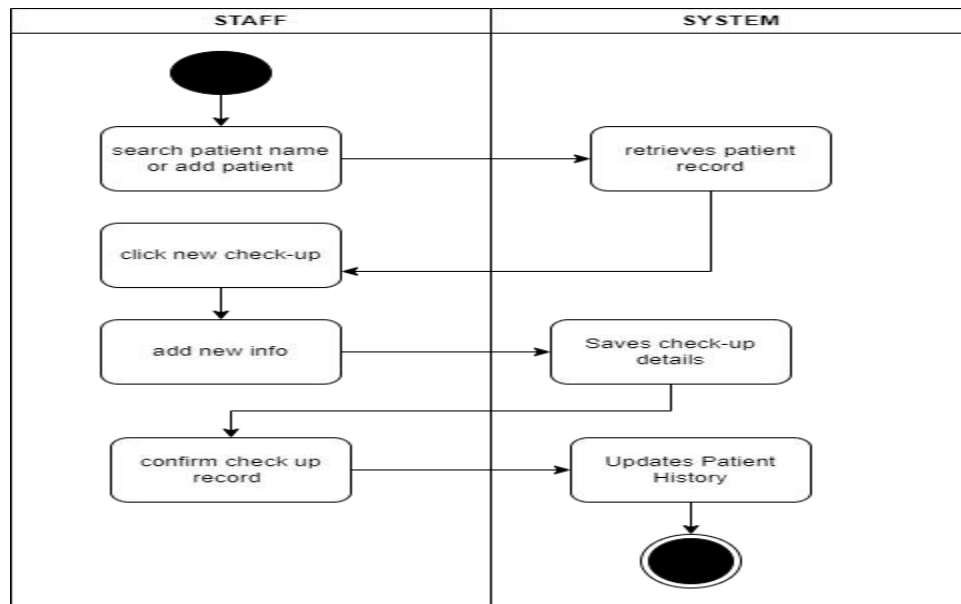 STAFF
SYSTEM
search patient name
or add patient
retrieves patient
record
click new check-up
add new info
Saves check-up
details
confirm check up
record
Updates Patient
History